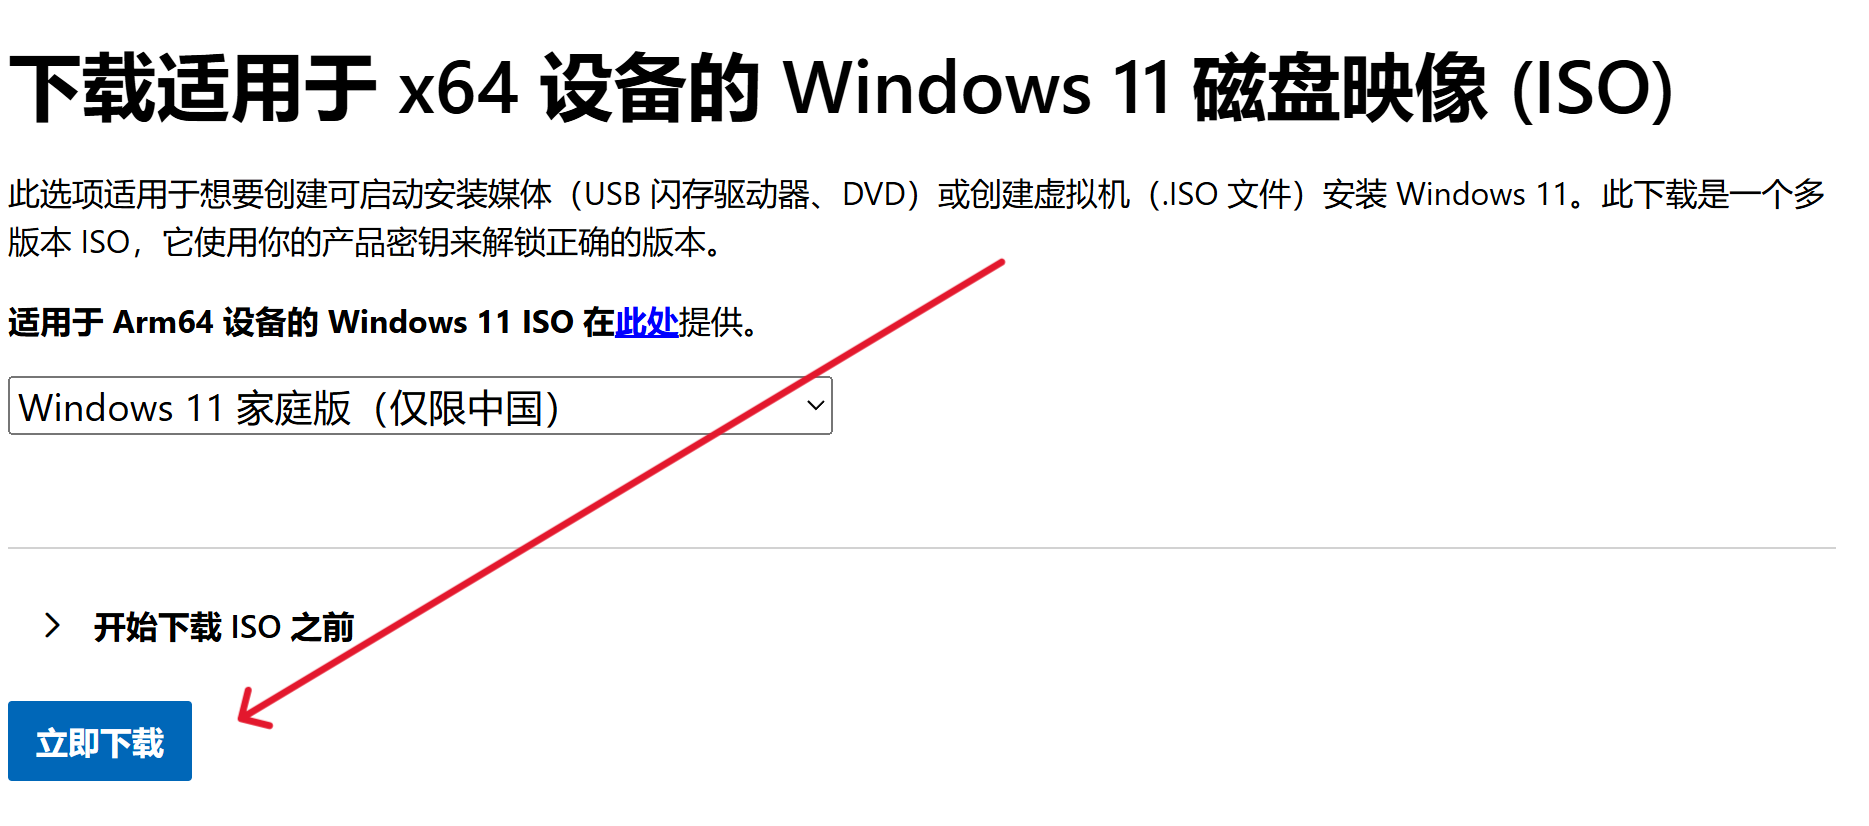 下载适用于 x64 设备的 Windows 11 磁盘映像 (ISO)
此选项适用于想要创建可启动安装媒体（USB 闪存驱动器、DVD）或创建虚拟机（.ISO 文件）安装 Windows 11。此下载是一个多
版本 ISO，它使用你的产品密钥来解锁正确的版本。
适用于 Arm64 设备的 Windows 11 ISO 在此处提供。
Windows 11 家庭版（仅限中国）
开始下载 ISO 之前
立即下载